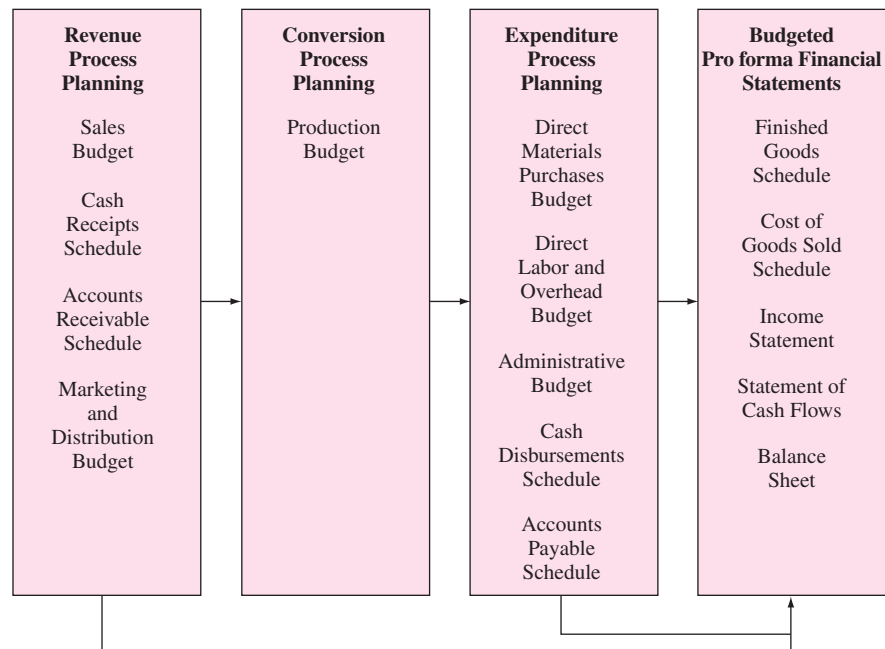 Revenue
Process
Planning
Sales
Budget
Cash
Receipts
Schedule
Accounts
Receivable
Schedule
Marketing
and
Distribution
Budget
Conversion
Process
Planning
Production
Budget
Expenditure
Process
Planning
Direct
Materials
Purchases
Budget
Direct
Labor and
Overhead
Budget
Administrative
Budget
Cash
Disbursements
Schedule
Accounts
Payable
Schedule
Budgeted
Pro forma Financial
Statements
Finished
Goods
Schedule
Cost of
Goods Sold
Schedule
Income
Statement
Statement of
Cash Flows
Balance
Sheet